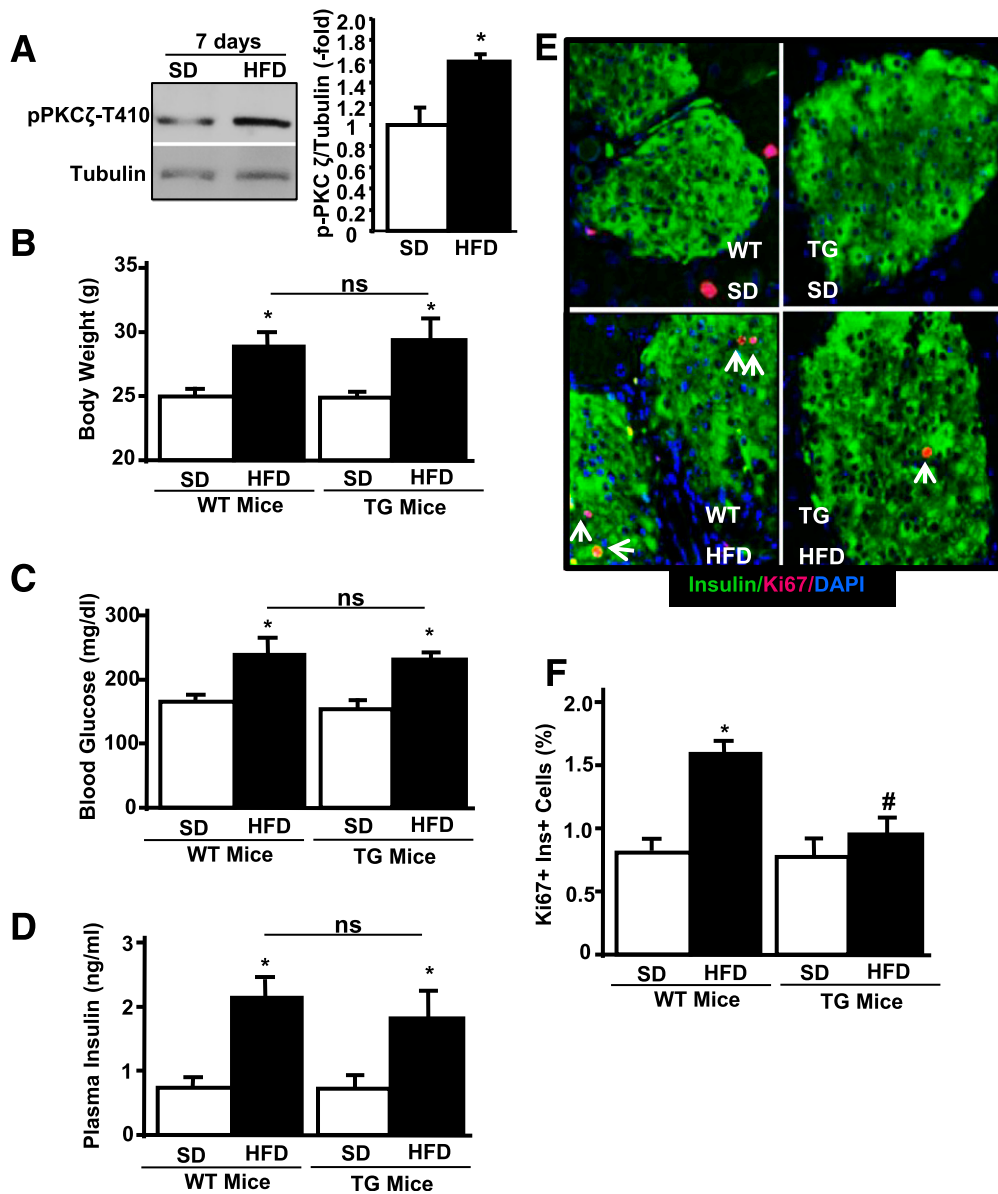 A
7 days
SD HFD
pPKCζ-T410
Tubulin
p-PKC ζ/Tubulin (-fold)
2.0
1.8
1.6
1.4
1.2
1
0.8
0.6
0.4
0.2
0
*
SD HFD
B
Body Weight (g)
35
30
25
20
ns
* *
SD HFD SD HFD
WT Mice TG Mice
C
Blood Glucose (mg/dl)
300
200
100
0
ns
* *
SD HFD SD HFD
WT Mice TG Mice
D
Plasma Insulin (ng/ml)
3
2
1
0
ns
* *
SD HFD SD HFD
WT Mice TG Mice
E
WT
SD
TG
SD
WT
HFD
TG
HFD
Insulin/Ki67/DAPI
F
Ki67+ Ins+ Cells (%)
2.0
1.5
1.0
0.5
0
* #
SD HFD SD HFD
WT Mice TG Mice